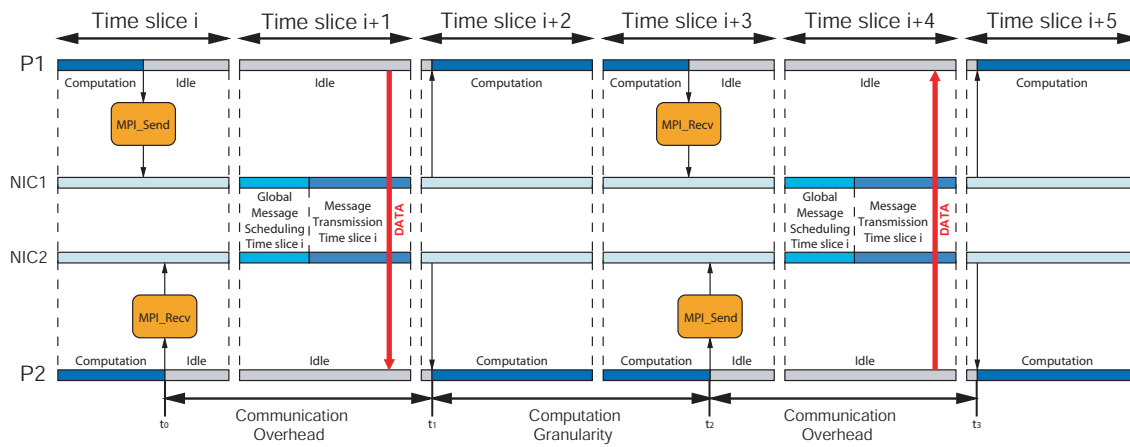 Time slice i Time slice i+1 Time slice i+2 Time slice i+3 Time slice i+4 Time slice i+5
P1
Computation Idle Idle Computation Computation Idle Idle Computation
MPI_Send MPI_Recv
NIC1
Global
Message
Scheduling
Time slice i
Message
Transmission
Time slice i
DATA
Global
Message
Scheduling
Time slice i
Message
Transmission
Time slice i
DATA
NIC2
MPI_Recv MPI_Send
Computation Idle Idle Computation Computation Idle Idle Computation
P2
t0 t1 t2 t3
Communication
Overhead
Computation
Granularity
Communication
Overhead